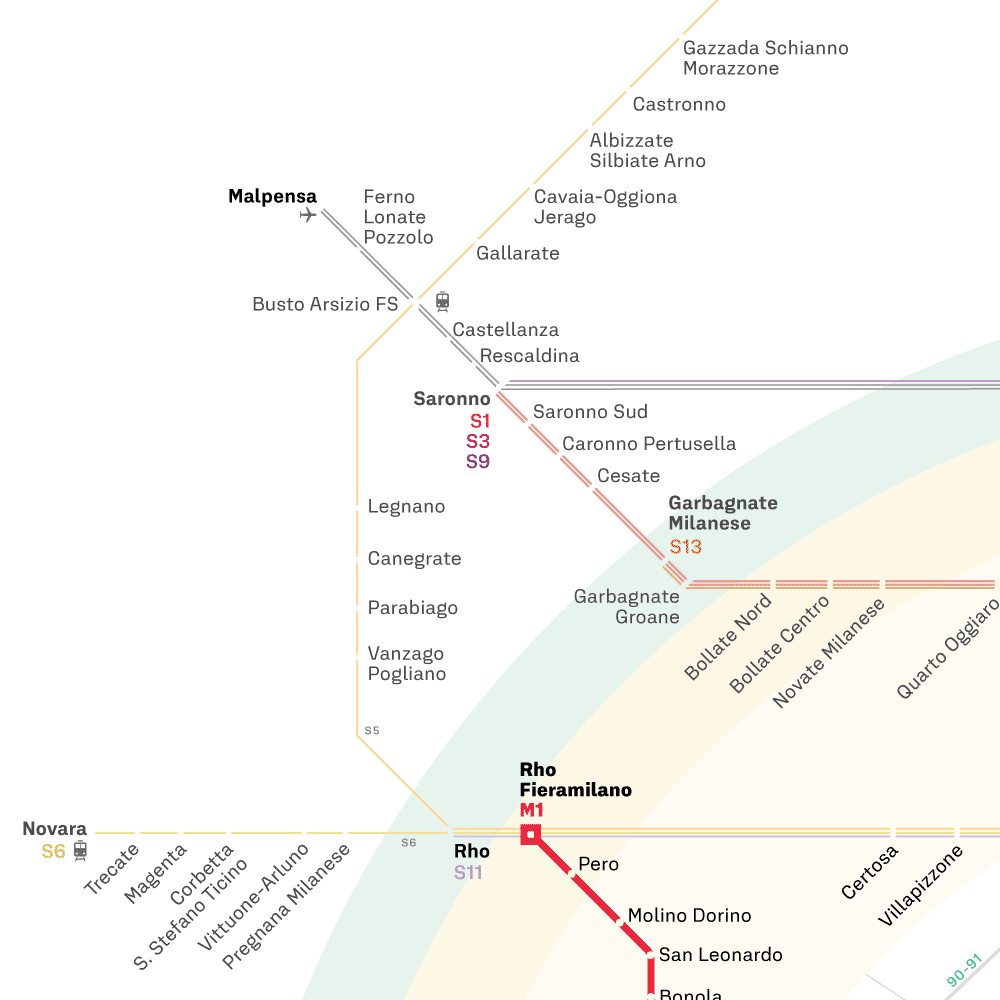 Gazzada Schianno
Morazzone
Castronno
Albizzate
Silbiate Arno
Malpensa
Ferno
Lonate
Pozzolo
Cavaia-Oggiona
Jerago
Gallarate
Busto Arsizio FS
Castellanza
Rescaldina
Saronno
S1
S3
S9
Saronno Sud
Caronno Pertusella
Cesate
Garbagnate
Milanese
S13
Legnano
Canegrate
Parabiago
Vanzago
Pogliano
Garbagnate
Groane
Bollate Nord
Bollate Centro
Novate Milanese
Quarto Oggiaro
S5
Rho
Fieramilano
M1
Novara
S6
S6
Rho
S11
Trecate
Magenta
Corbetta
S. Stefano Ticino
Vittuone-Arluno
Pregnana Milanese
Pero
Molino Dorino
San Leonardo
Bonola
Certosa
Villapizzone
90-91